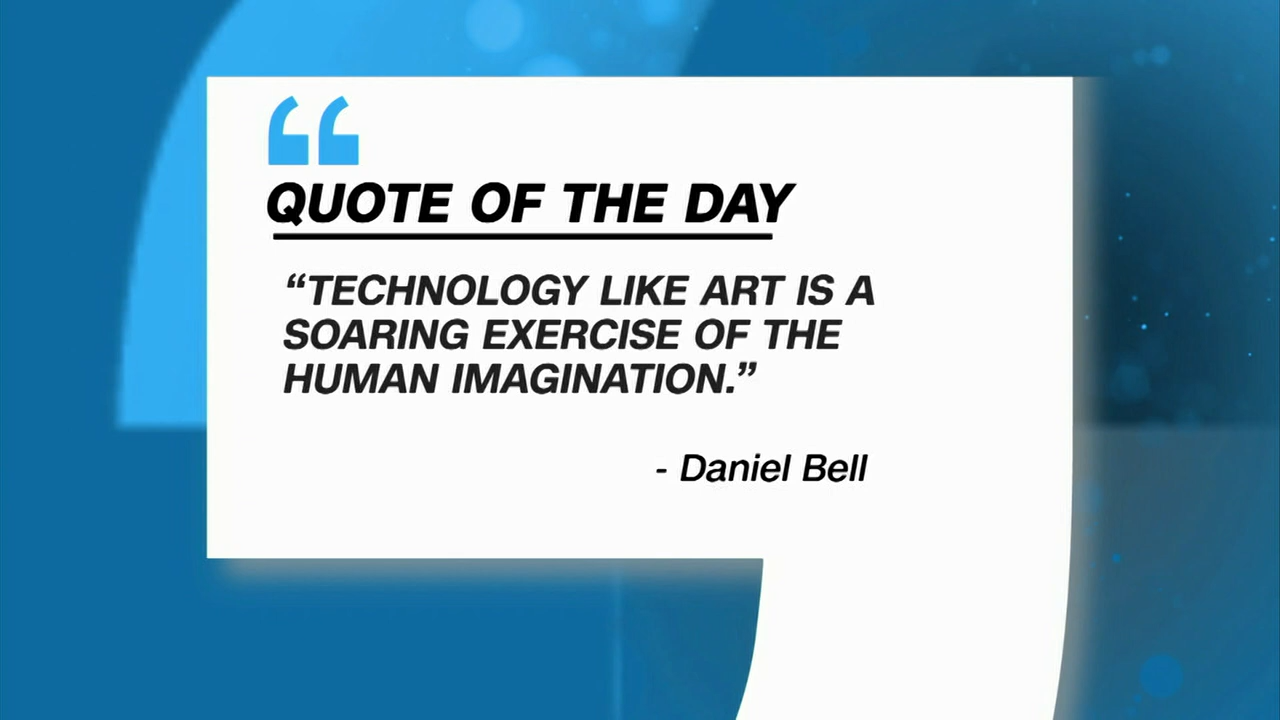 “
QUOTE OF THE DAY
“TECHNOLOGY LIKE ART IS A
SOARING EXERCISE OF THE
HUMAN IMAGINATION.”
- Daniel Bell